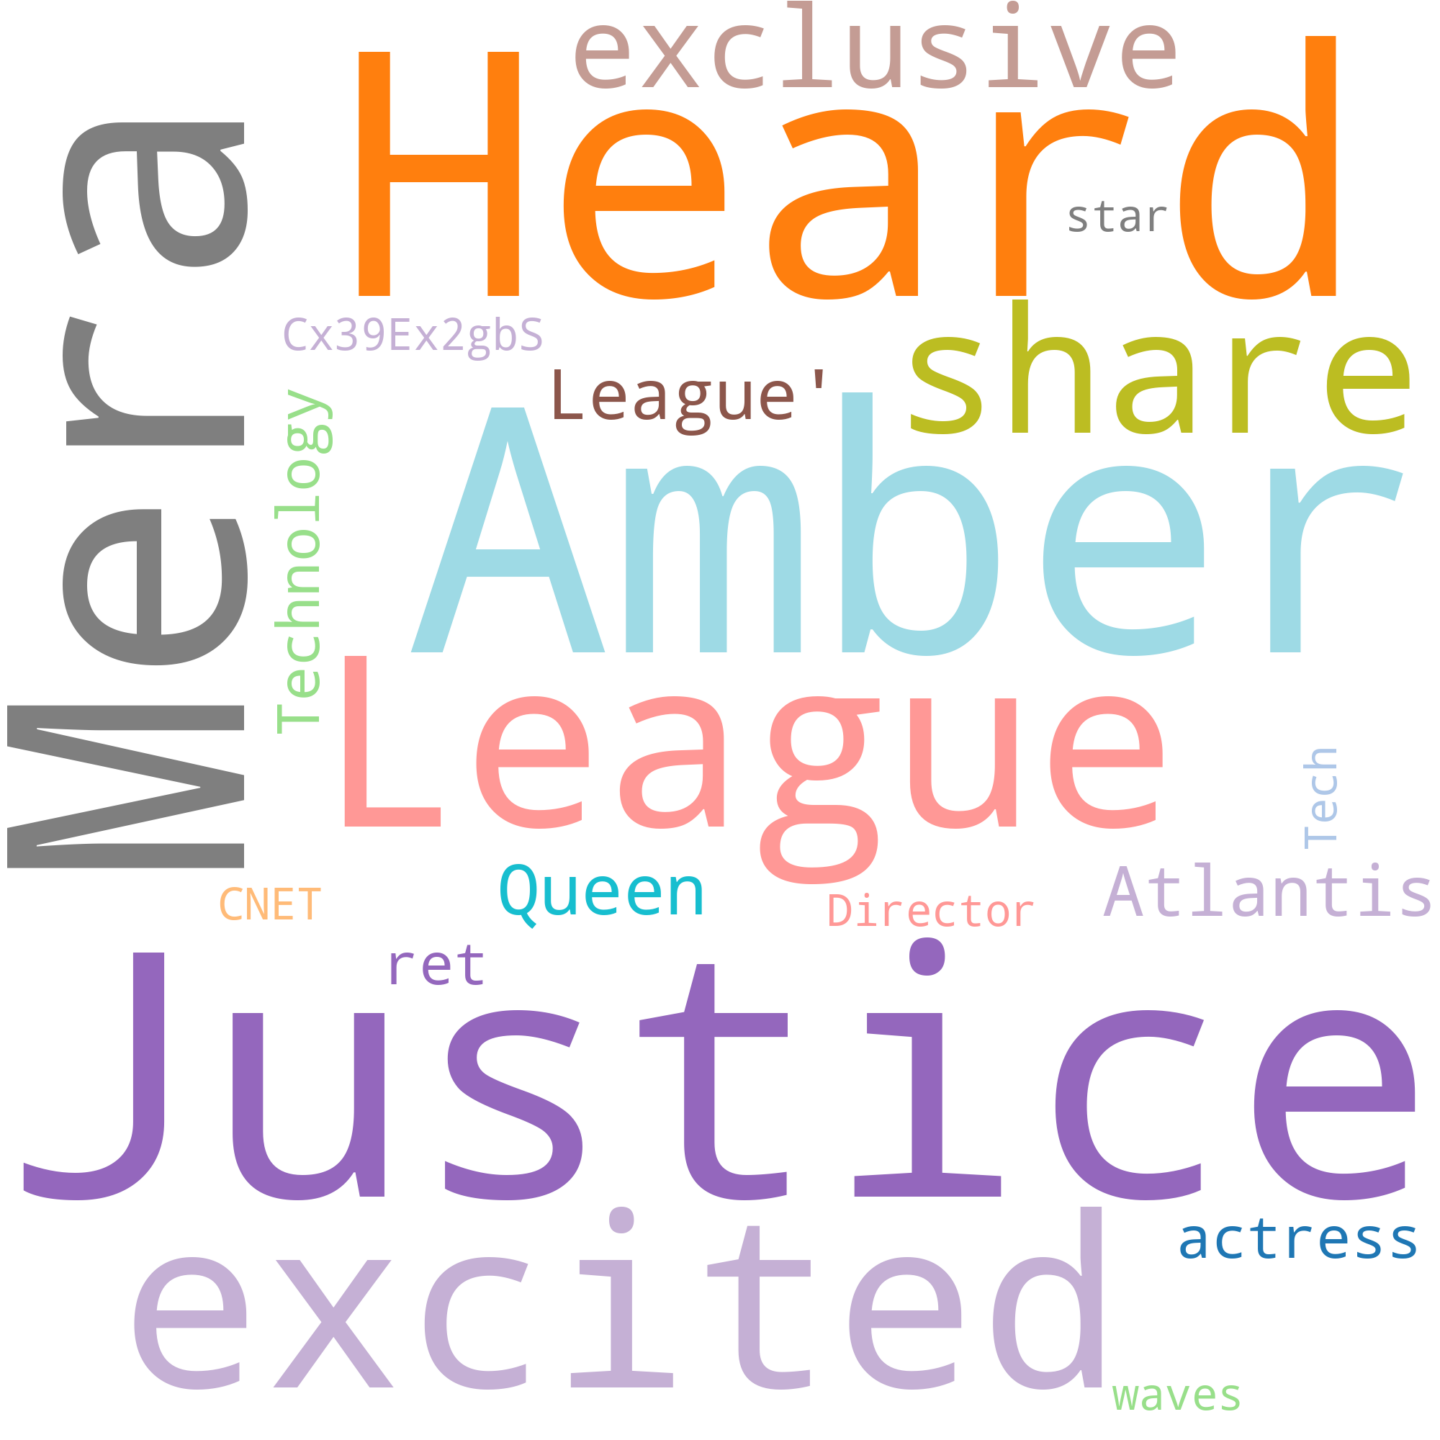 exclusive
Heard
Mera
star
share
Cx39Ex2gbS
League'
Technology
Amber
League
Tech
Queen
Atlantis
CNET
Director
ret
Justice
actress
excited
waves